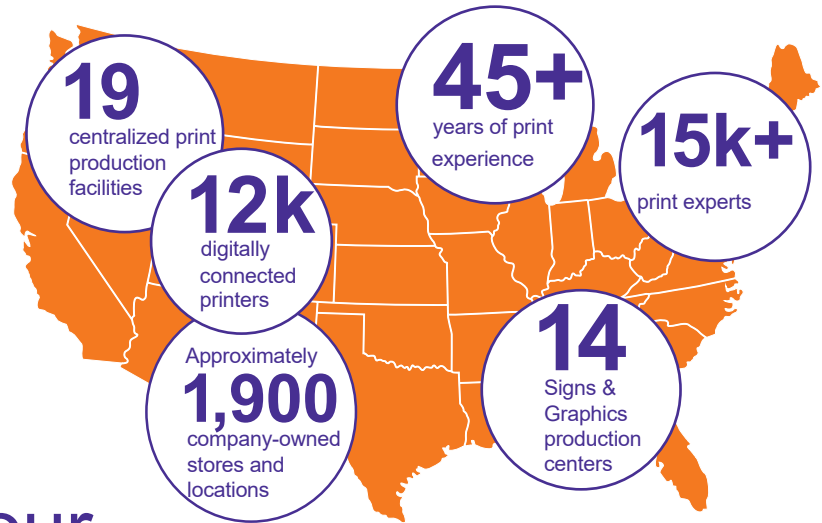 19
centralized print
production
facilities
45+
years of print
experience
15k+
print experts
12k
digitally
connected
printers
Approximately
1,900
company-owned
stores and
locations
14
Signs &
Graphics
production
centers